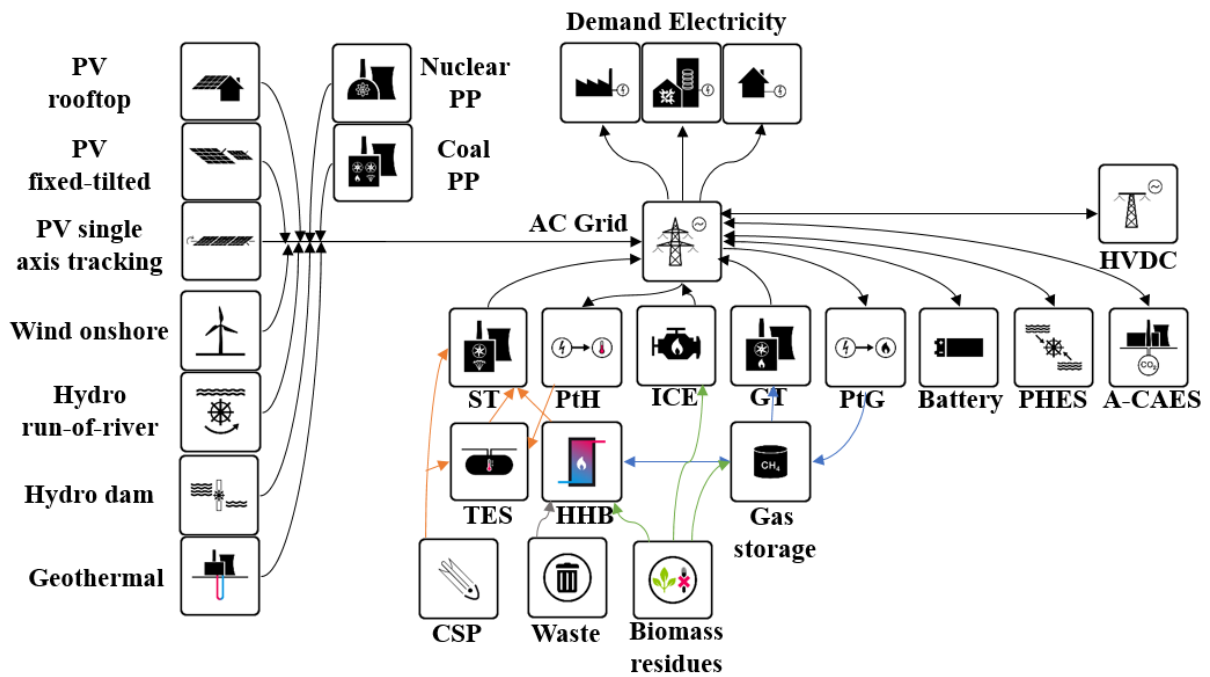 Demand Electricity
PV
rooftop
Nuclear
PP
PV
fixed-tilted
Coal
PP
PV single
axis tracking
AC Grid
HVDC
Wind onshore
Hydro
run-of-river
ST
PtH
ICE
GT
PtG
Battery
PHES
A-CAES
CO₂
Hydro dam
TES
HHB
CH₄
Gas
storage
Geothermal
CSP
Waste
Biomass
residues